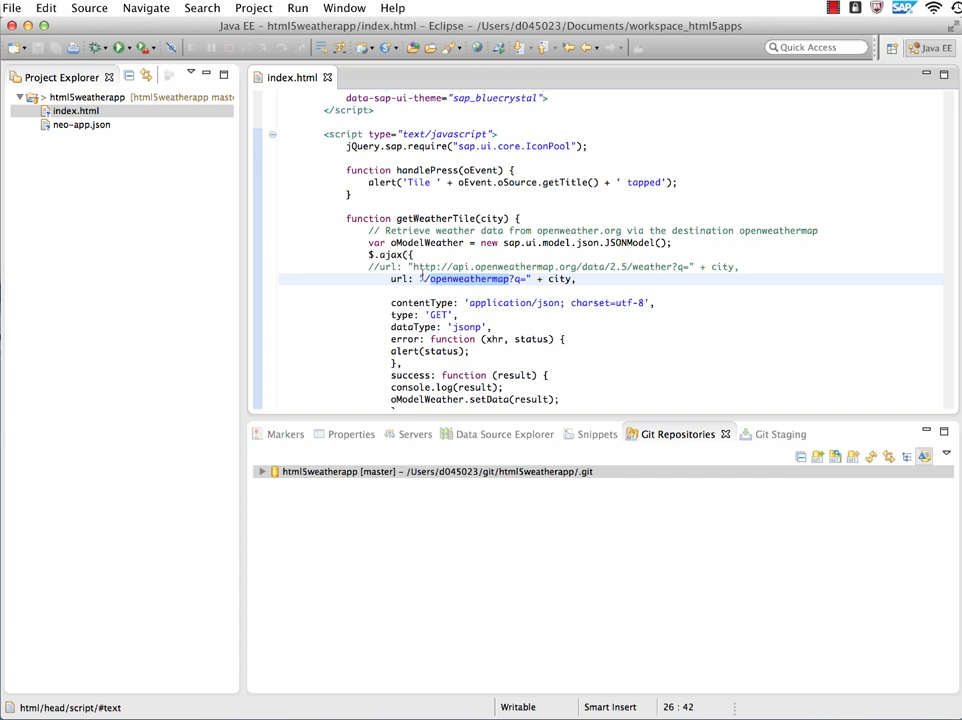 File Edit Source Navigate Search Project Run Window Help SAP
Java EE - html5weatherapp/index.html - Eclipse - /Users/d045023/Documents/workspace_html5apps
Quick Access Java EE
Project Explorer
> html5weatherapp [html5weatherapp maste
index.html
neo-app.json
index.html
data-sap-ui-theme="sap_bluecrystal">
</script>
<script type="text/javascript">
jQuery.sap.require("sap.ui.core.IconPool");
function handlePress(oEvent) {
alert('Tile ' + oEvent.oSource.getTitle() + ' tapped');
}
function getWeatherTile(city) {
// Retrieve weather data from openweather.org via the destination openweathermap
var oModelWeather = new sap.ui.model.json.JSONModel();
$.ajax({
//url: "http://api.openweathermap.org/data/2.5/weather?q=" + city,
url: "/openweathermap?q=" + city,
contentType: 'application/json; charset=utf-8',
type: 'GET',
dataType: 'jsonp',
error: function (xhr, status) {
alert(status);
},
success: function (result) {
console.log(result);
oModelWeather.setData(result);
Markers Properties Servers Data Source Explorer Snippets Git Repositories Git Staging
html5weatherapp [master] - /Users/d045023/git/html5weatherapp/.git
html/head/script/#text Writable Smart Insert 26 : 42